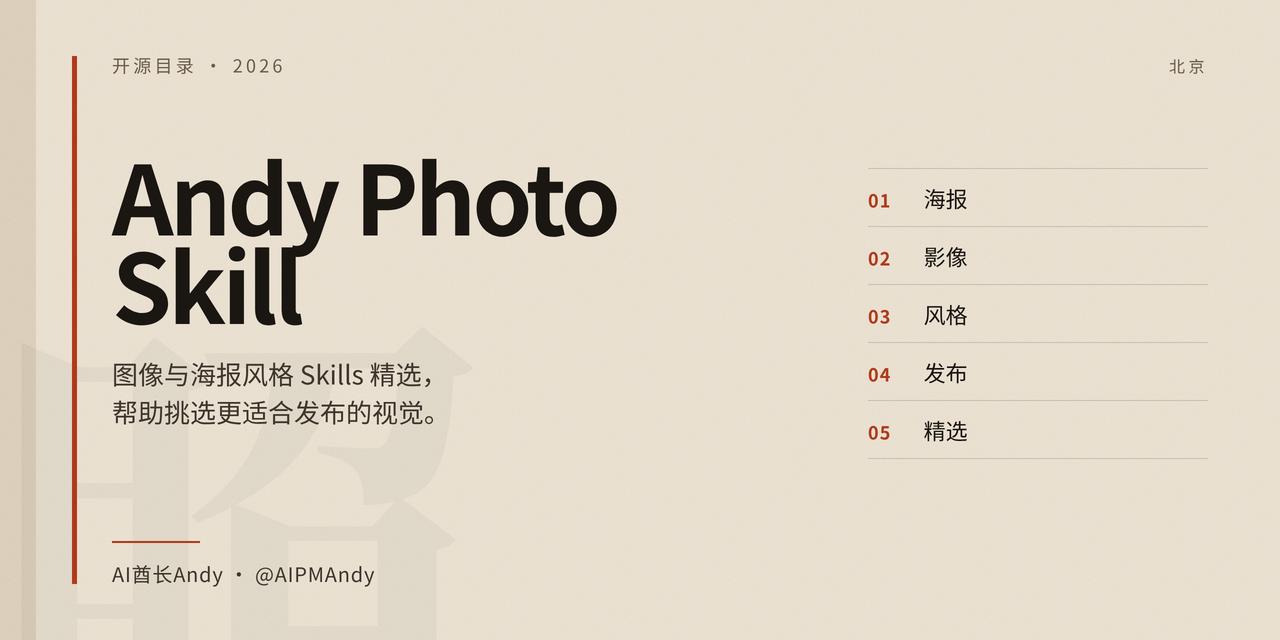 开源目录 · 2026
北京
Andy Photo
Skill
图像与海报风格 Skills 精选，
帮助挑选更适合发布的视觉。
AI酋长Andy · @AIPMAndy
01 海报
02 影像
03 风格
04 发布
05 精选